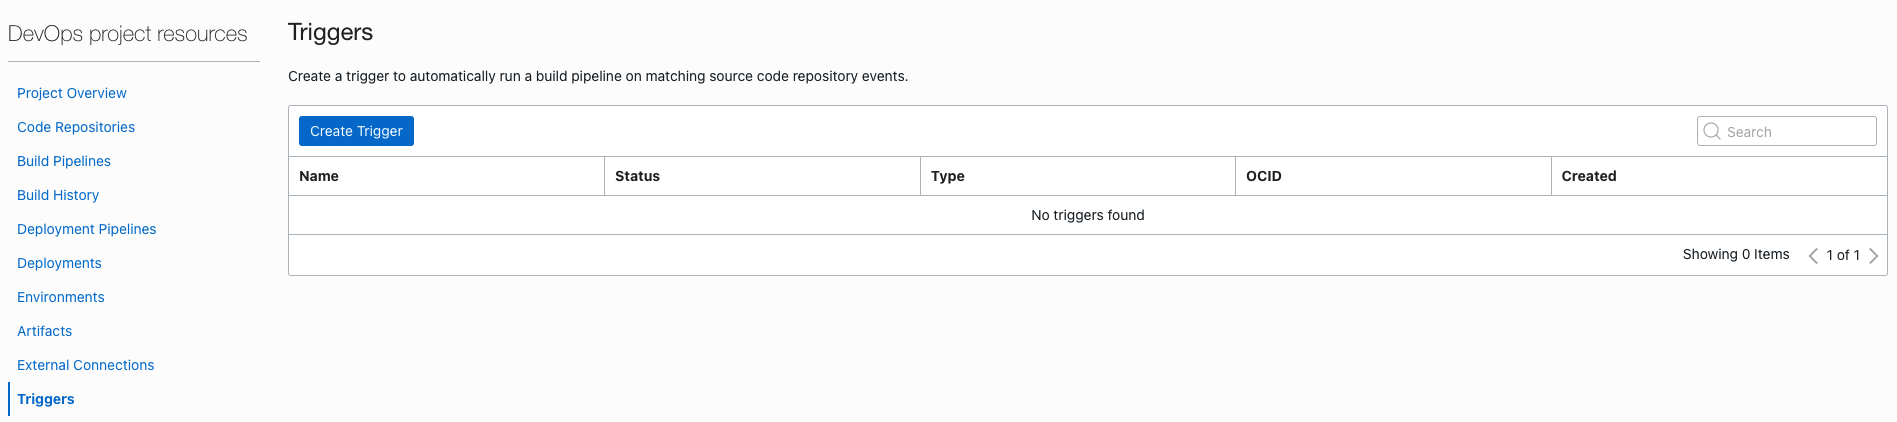 DevOps project resources
Project Overview
Code Repositories
Build Pipelines
Build History
Deployment Pipelines
Deployments
Environments
Artifacts
External Connections
Triggers
Triggers
Create a trigger to automatically run a build pipeline on matching source code repository events.
Create Trigger
Search
Name Status Type OCID Created
No triggers found
Showing 0 Items 1 of 1